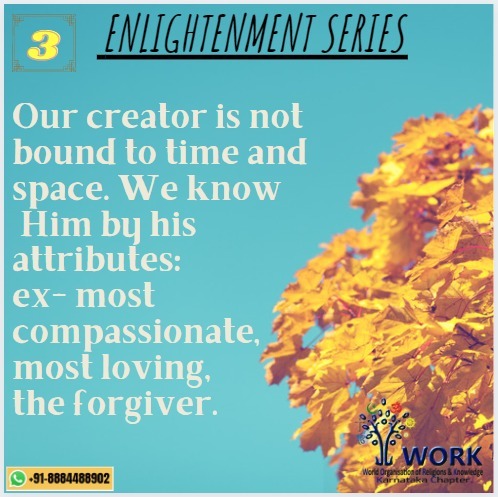 3
ENLIGHTENMENT SERIES
Our creator is not
bound to time and
space. We know
Him by his
attributes:
ex- most
compassionate,
most loving,
the forgiver.
WORK
World Organisation of Religions & Knowledge
Karnataka Chapter.
+91-8884488902